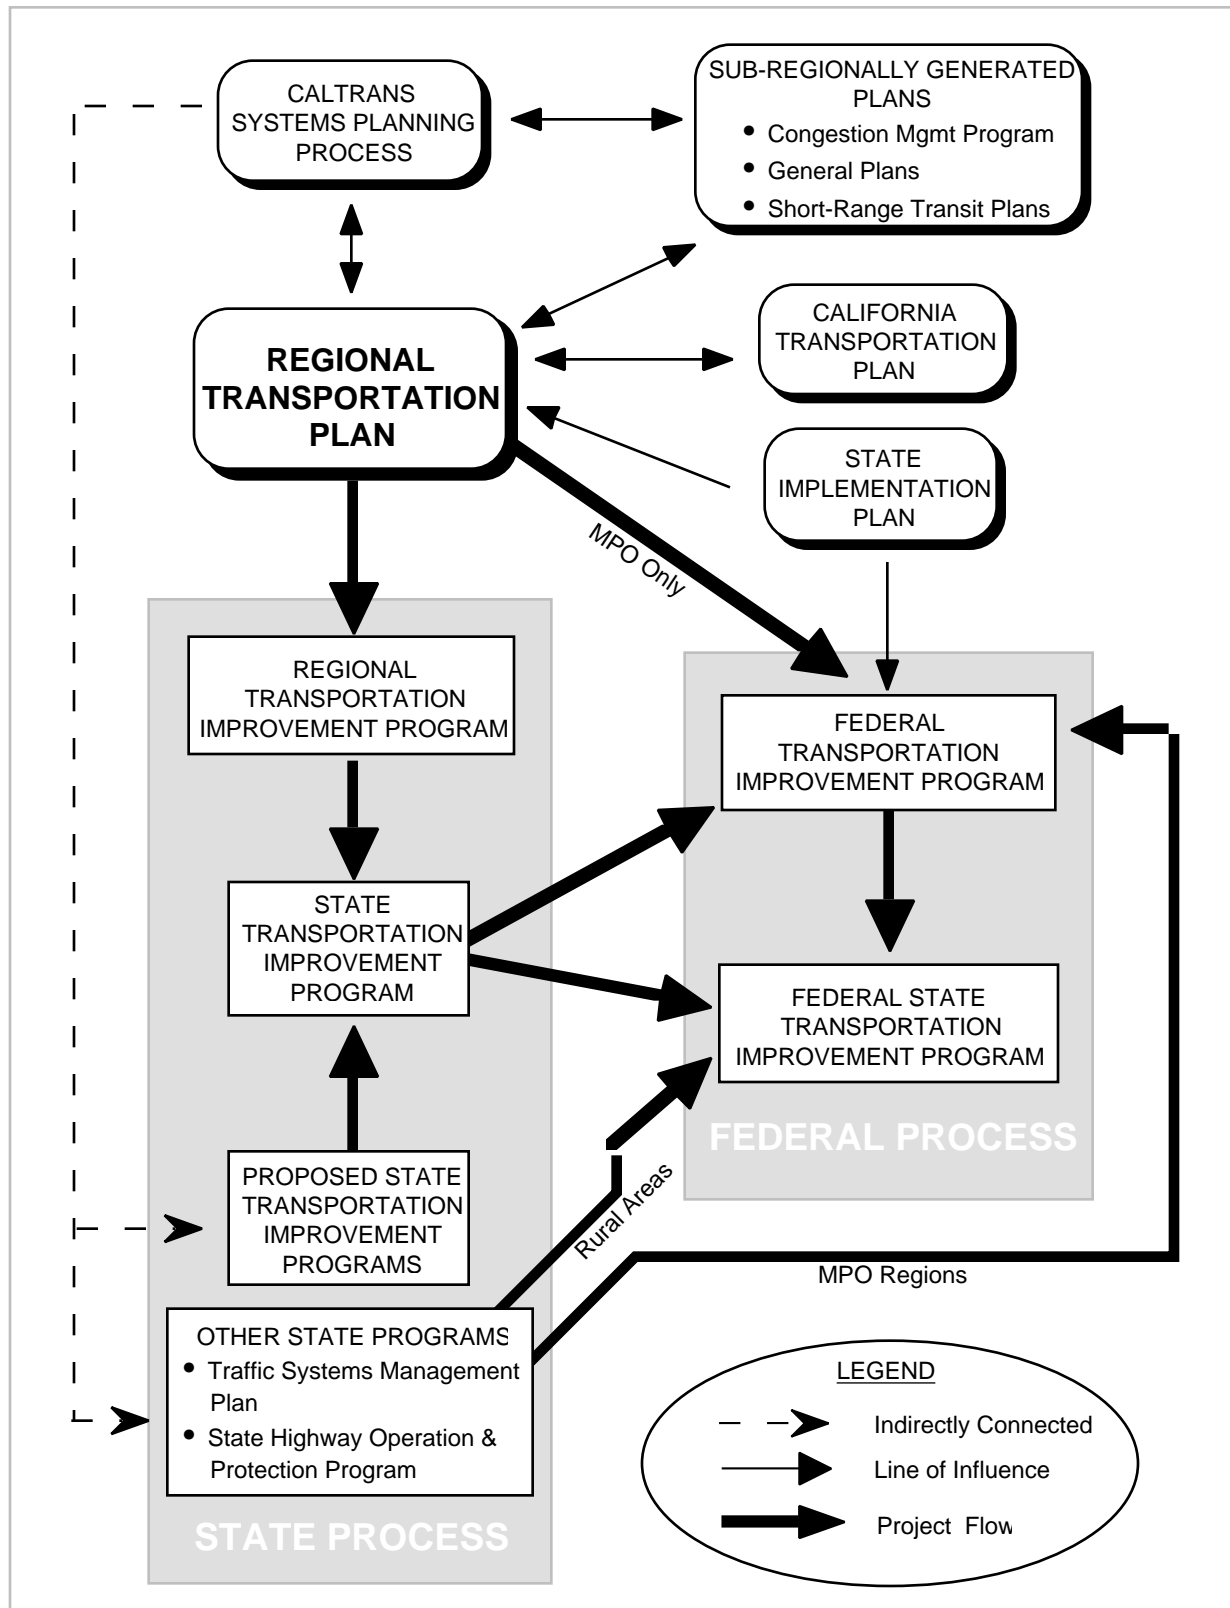 CALTRANS
SYSTEMS PLANNING
PROCESS
SUB-REGIONALLY GENERATED
PLANS
• Congestion Mgmt Program
• General Plans
• Short-Range Transit Plans
REGIONAL
TRANSPORTATION
PLAN
CALIFORNIA
TRANSPORTATION
PLAN
STATE
IMPLEMENTATION
PLAN
MPO Only
REGIONAL
TRANSPORTATION
IMPROVEMENT PROGRAM
FEDERAL
TRANSPORTATION
IMPROVEMENT PROGRAM
STATE
TRANSPORTATION
IMPROVEMENT
PROGRAM
FEDERAL STATE
TRANSPORTATION
IMPROVEMENT PROGRAM
FEDERAL PROCESS
PROPOSED STATE
TRANSPORTATION
IMPROVEMENT
PROGRAMS
Rural Areas
MPO Regions
OTHER STATE PROGRAMS
• Traffic Systems Management
Plan
• State Highway Operation &
Protection Program
STATE PROCESS
LEGEND
Indirectly Connected
Line of Influence
Project Flow